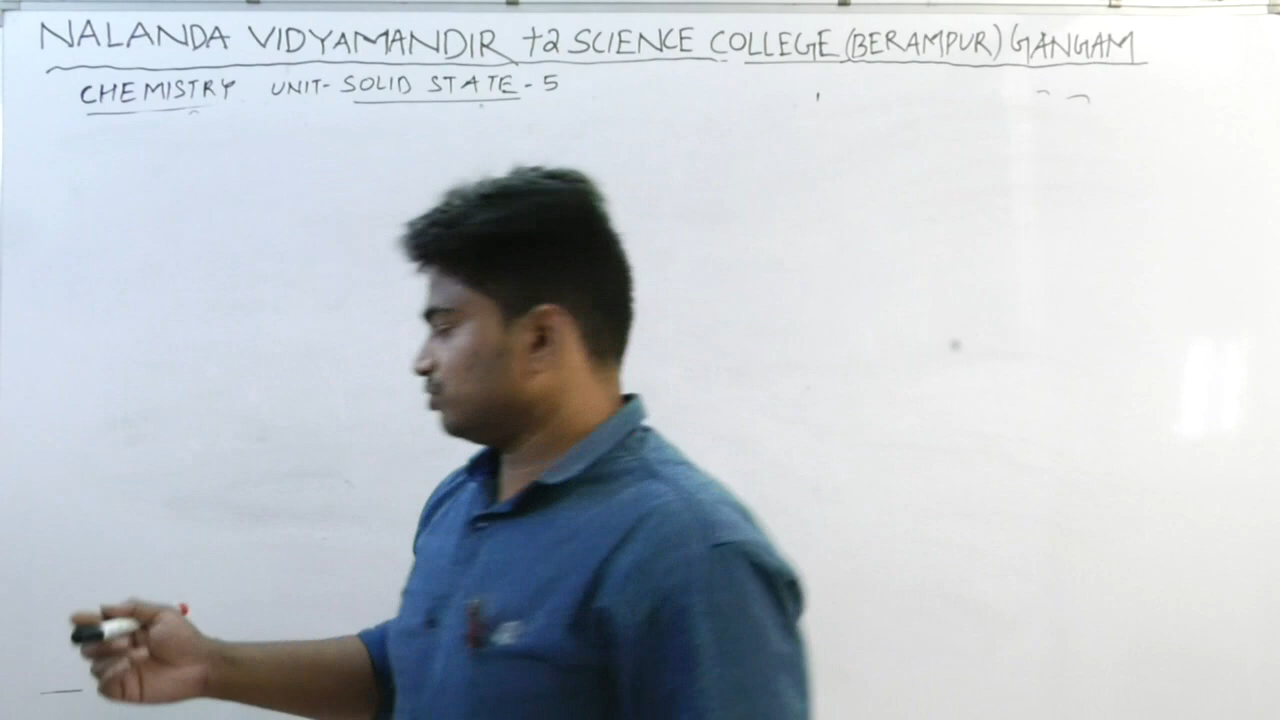 NALANDA VIDYAMANDIR +2 SCIENCE COLLEGE (BERAMPUR) GANGAM
CHEMISTRY UNIT- SOLID STATE - 5